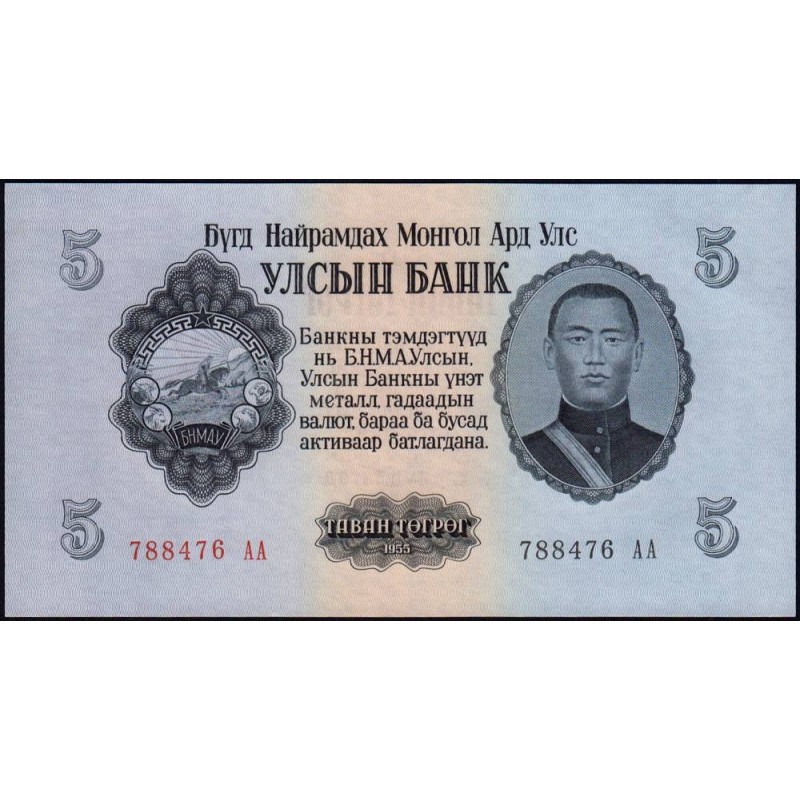 Бүгд Найрамдах Монгол Ард Улс
5 5
УЛСЫН БАНК
Банкны тэмдэгтүүд
нь Б.Н.М.А.Улсын,
Улсын Банкны үнэт
металл, гадаадын
валют, бараа ба бусад
активаар батлагдана.
БНМАУ
5 5
ТАВАН ТӨГРӨГ
1955
788476 АА 788476 АА